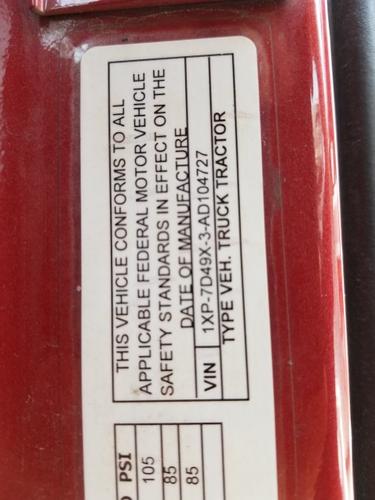 THIS VEHICLE CONFORMS TO ALL
APPLICABLE FEDERAL MOTOR VEHICLE
SAFETY STANDARDS IN EFFECT ON THE
DATE OF MANUFACTURE
VIN 1XP-7D49X-3-AD104727
TYPE VEH. TRUCK TRACTOR
PSI
105
85
85